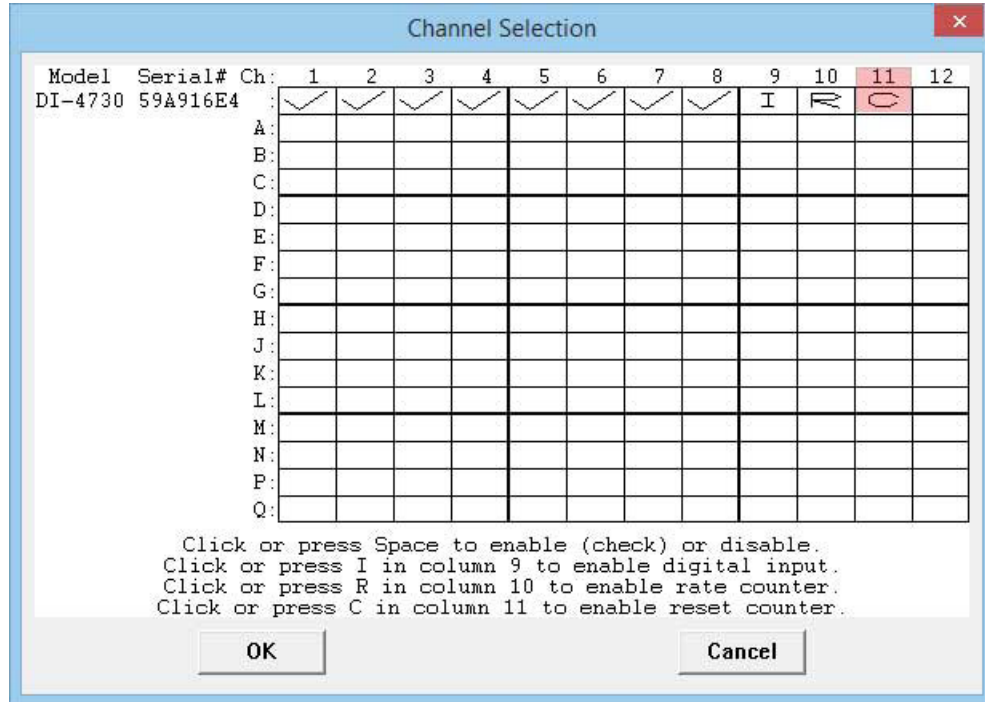 Channel Selection
Model Serial# Ch: 1 2 3 4 5 6 7 8 9 10 11 12
DI-4730 59A916E4 : I R C
A:
B:
C:
D:
E:
F:
G:
H:
J:
K:
L:
M:
N:
P:
Q:
Click or press Space to enable (check) or disable.
Click or press I in column 9 to enable digital input.
Click or press R in column 10 to enable rate counter.
Click or press C in column 11 to enable reset counter.
OK Cancel